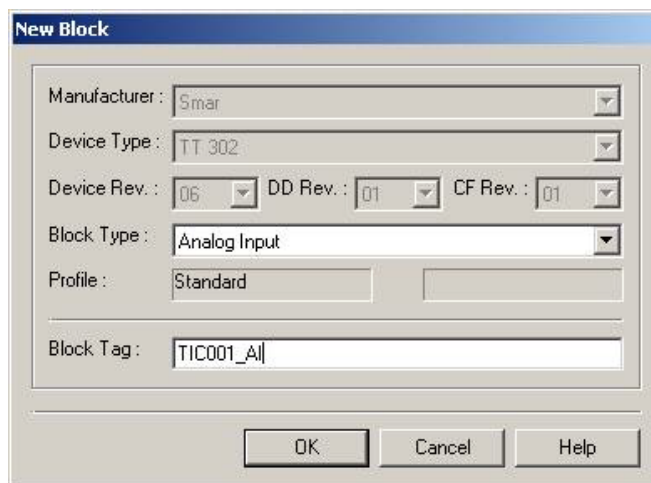 New Block
Manufacturer : Smar
Device Type : TT 302
Device Rev. : 06 DD Rev. : 01 CF Rev. : 01
Block Type : Analog Input
Profile : Standard
Block Tag : TIC001_AI
OK Cancel Help